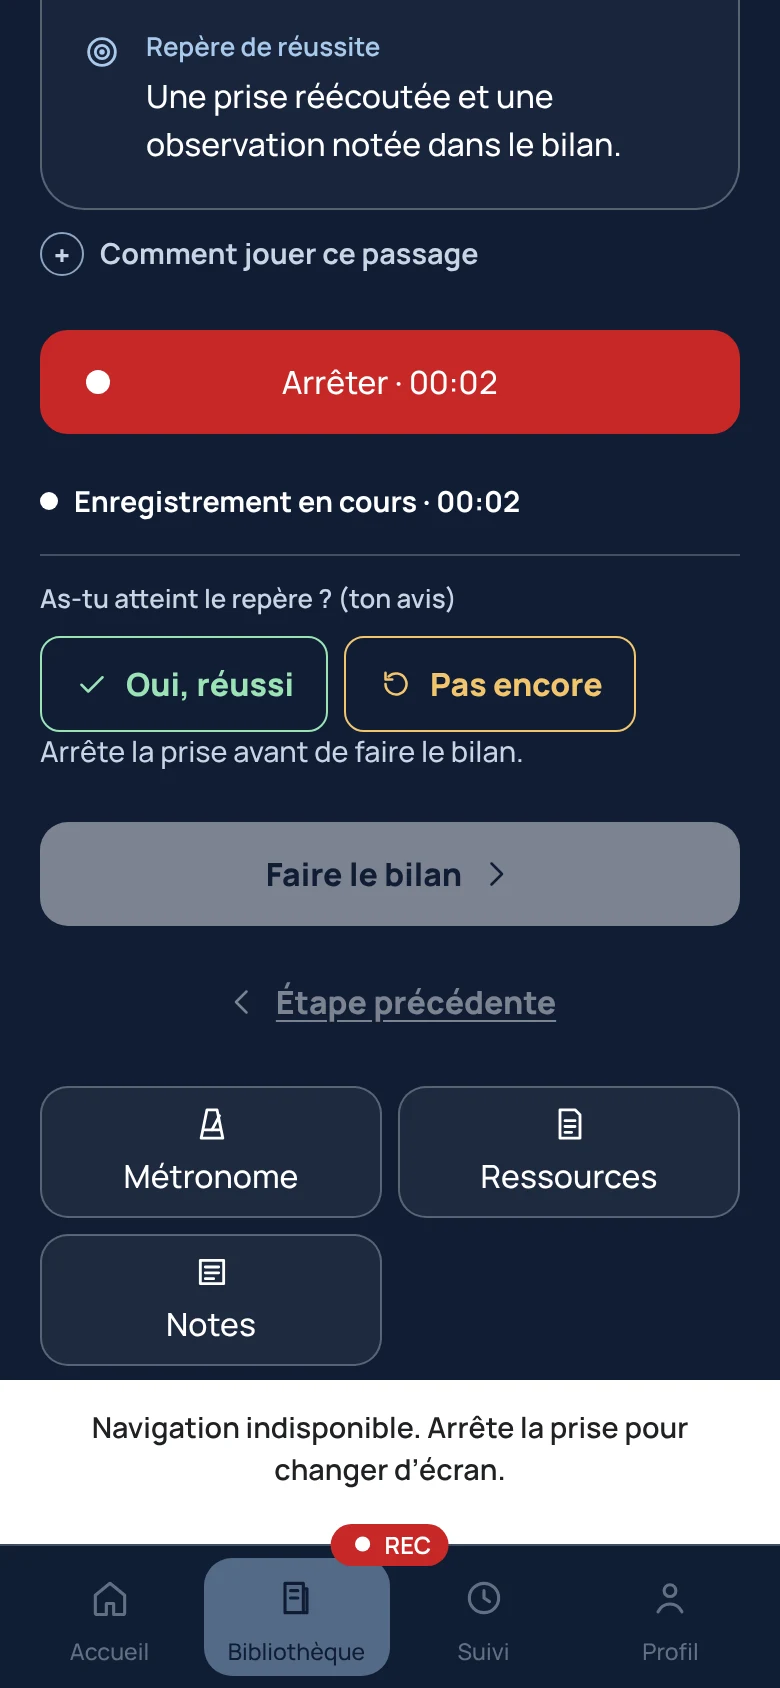 Repère de réussite
Une prise réécoutée et une
observation notée dans le bilan.
+ Comment jouer ce passage
Arrêter · 00:02
Enregistrement en cours · 00:02
As-tu atteint le repère ? (ton avis)
Oui, réussi
Pas encore
Arrête la prise avant de faire le bilan.
Faire le bilan
Étape précédente
Métronome
Ressources
Notes
Navigation indisponible. Arrête la prise pour
changer d’écran.
REC
Accueil
Bibliothèque
Suivi
Profil